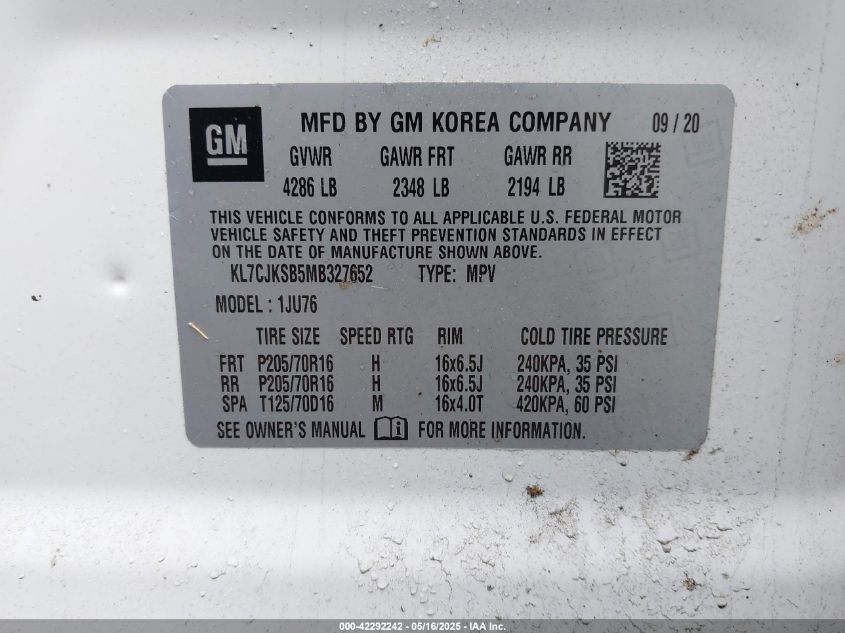 GM
MFD BY GM KOREA COMPANY 09 / 20
GVWR GAWR FRT GAWR RR
4286 LB 2348 LB 2194 LB
THIS VEHICLE CONFORMS TO ALL APPLICABLE U.S. FEDERAL MOTOR
VEHICLE SAFETY AND THEFT PREVENTION STANDARDS IN EFFECT
ON THE DATE OF MANUFACTURE SHOWN ABOVE.
KL7CJKSB5MB327652 TYPE: MPV
MODEL : 1JU76
TIRE SIZE SPEED RTG RIM COLD TIRE PRESSURE
FRT P205/70R16 H 16x6.5J 240KPA, 35 PSI
RR P205/70R16 H 16x6.5J 240KPA, 35 PSI
SPA T125/70D16 M 16x4.0T 420KPA, 60 PSI
SEE OWNER'S MANUAL i FOR MORE INFORMATION.
000-42292242 - 05/16/2025 - IAA Inc.